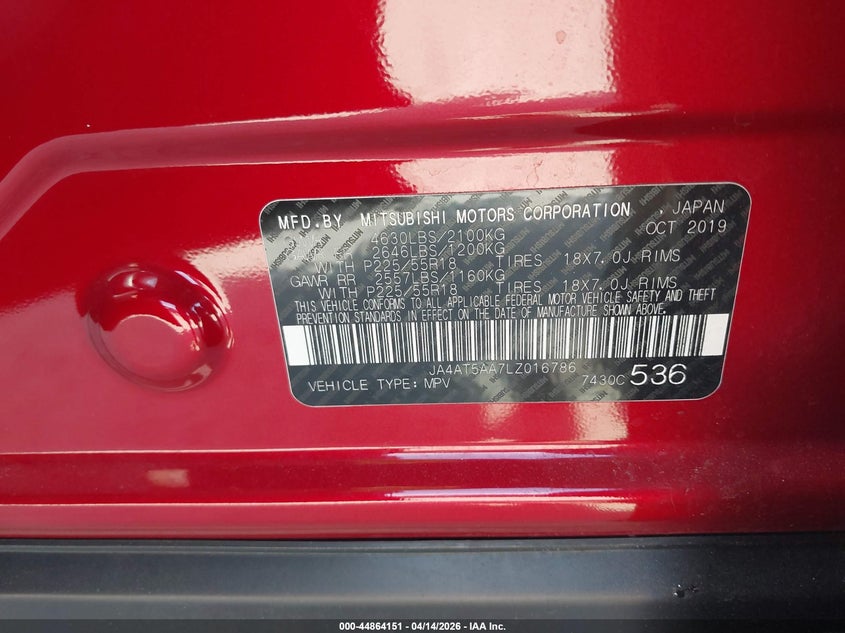 MFD.BY MITSUBISHI MOTORS CORPORATION , JAPAN
4630LBS/2100KG OCT 2019
2646LBS/1200KG
WITH P225/55R18 TIRES 18X7.0J RIMS
GAWR RR 2557LBS/1160KG
WITH P225/55R18 TIRES 18X7.0J RIMS
THIS VEHICLE CONFORMS TO ALL APPLICABLE FEDERAL MOTOR VEHICLE SAFETY AND THEFT
PREVENTION STANDARDS IN EFFECT ON THE DATE OF MANUFACTURE SHOWN ABOVE.
JA4AT5AA7LZ016786
VEHICLE TYPE: MPV 7430C 536
000-44864151 | 04/14/2026 | IAA Inc.